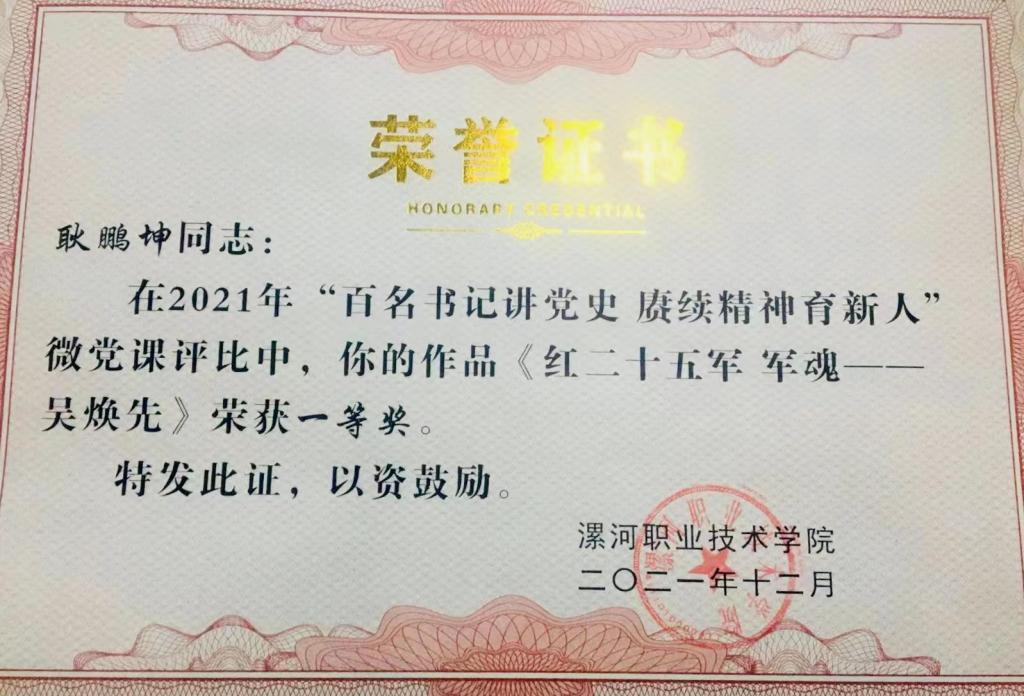 荣誉证书
HONORARY CREDENTIAL
耿鹏坤同志：
在2021年“百名书记讲党史 赓续精神育新人”
微党课评比中，你的作品《红二十五军 军魂——
吴焕先》荣获一等奖。
特发此证，以资鼓励。
漯河职业技术学院
二〇二一年十二月